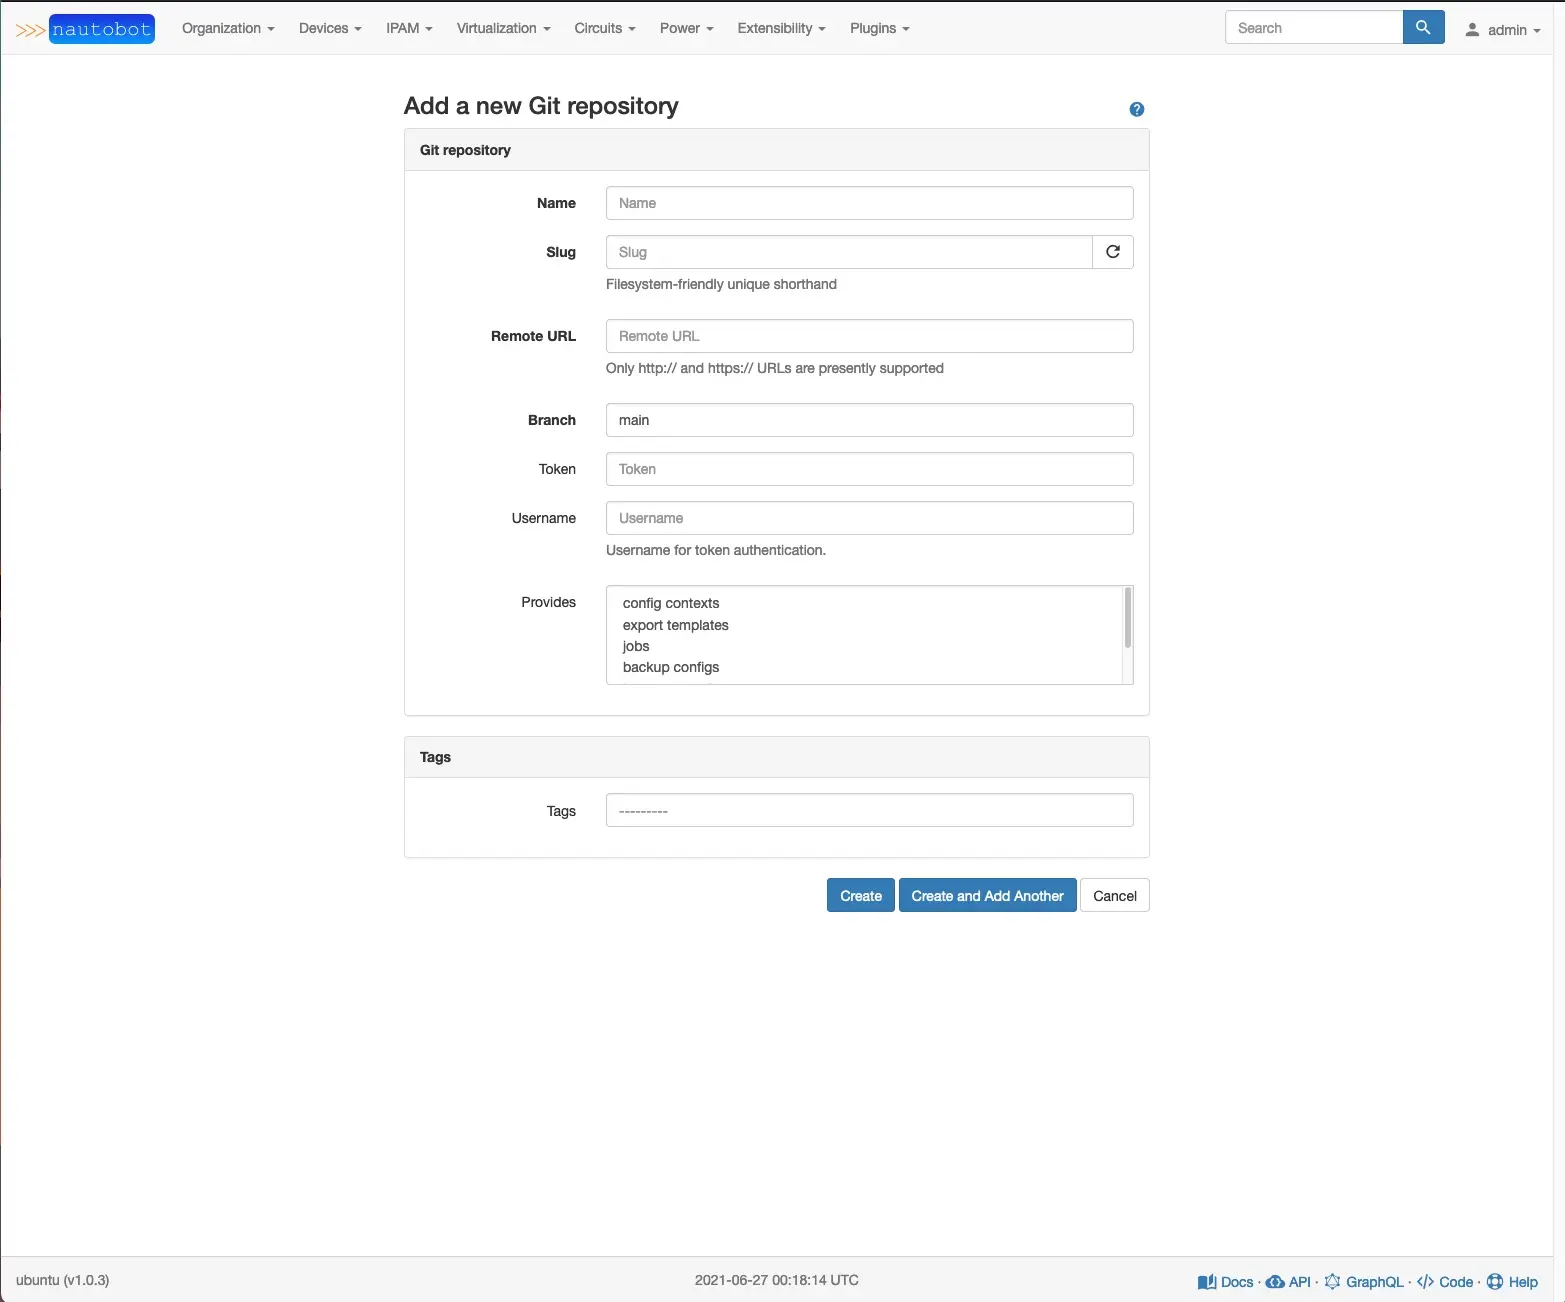 >>> nautobot Organization Devices IPAM Virtualization Circuits Power Extensibility Plugins Search admin
Add a new Git repository
?
Git repository
Name Name
Slug Slug
Filesystem-friendly unique shorthand
Remote URL Remote URL
Only http:// and https:// URLs are presently supported
Branch main
Token Token
Username Username
Username for token authentication.
Provides config contexts
export templates
jobs
backup configs
Tags
Tags ---------
Create Create and Add Another Cancel
ubuntu (v1.0.3) 2021-06-27 00:18:14 UTC Docs · API · GraphQL · </> Code · Help